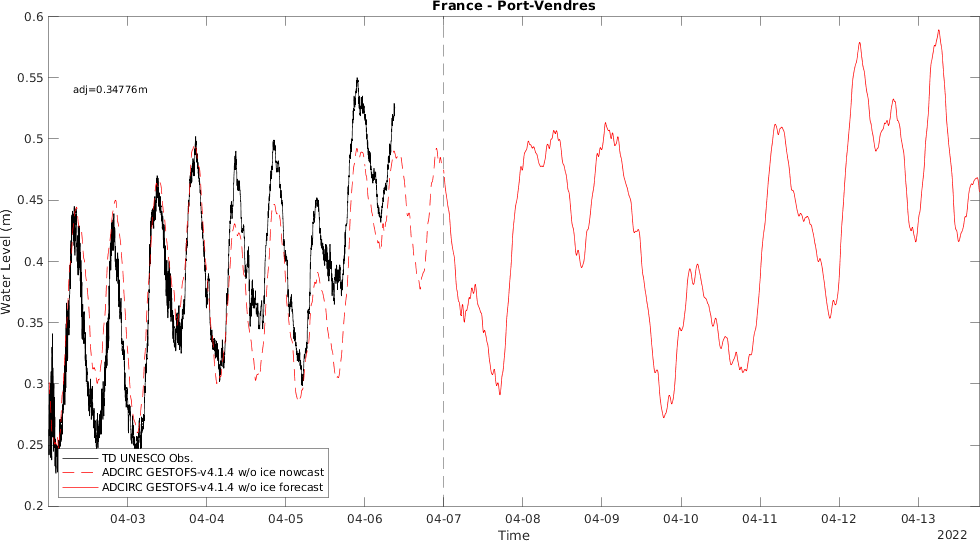 France - Port-Vendres
0.6
0.55
0.5
0.45
0.4
0.35
0.3
0.25
0.2
Water Level (m)
adj=0.34776m
TD UNESCO Obs.
ADCIRC GESTOFS-v4.1.4 w/o ice nowcast
ADCIRC GESTOFS-v4.1.4 w/o ice forecast
04-03 04-04 04-05 04-06 04-07 04-08 04-09 04-10 04-11 04-12 04-13
Time
2022